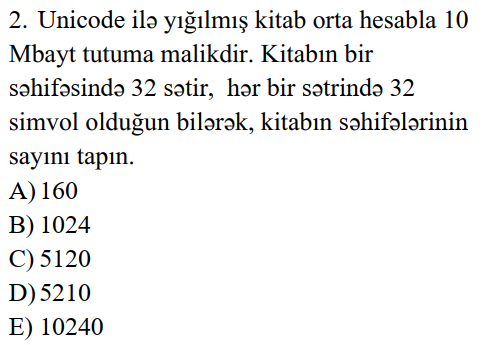 2. Unicode ilə yığılmış kitab orta hesabla 10
Mbayt tutuma malikdir. Kitabın bir
səhifəsində 32 sətir, hər bir sətrində 32
simvol olduğun bilərək, kitabın səhifələrinin
sayını tapın.
A) 160
B) 1024
C) 5120
D) 5210
E) 10240